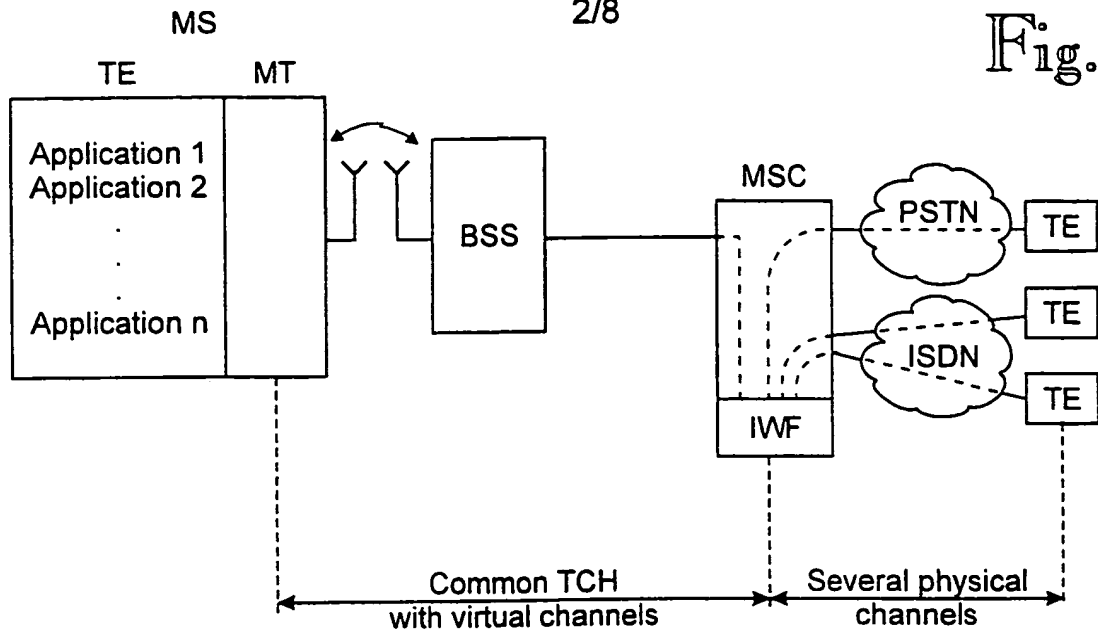 2/8
Fig.
MS
TE
MT
Application 1
Application 2
.
.
.
Application n
BSS
MSC
IWF
PSTN
ISDN
TE
TE
TE
Common TCH
with virtual channels
Several physical
channels